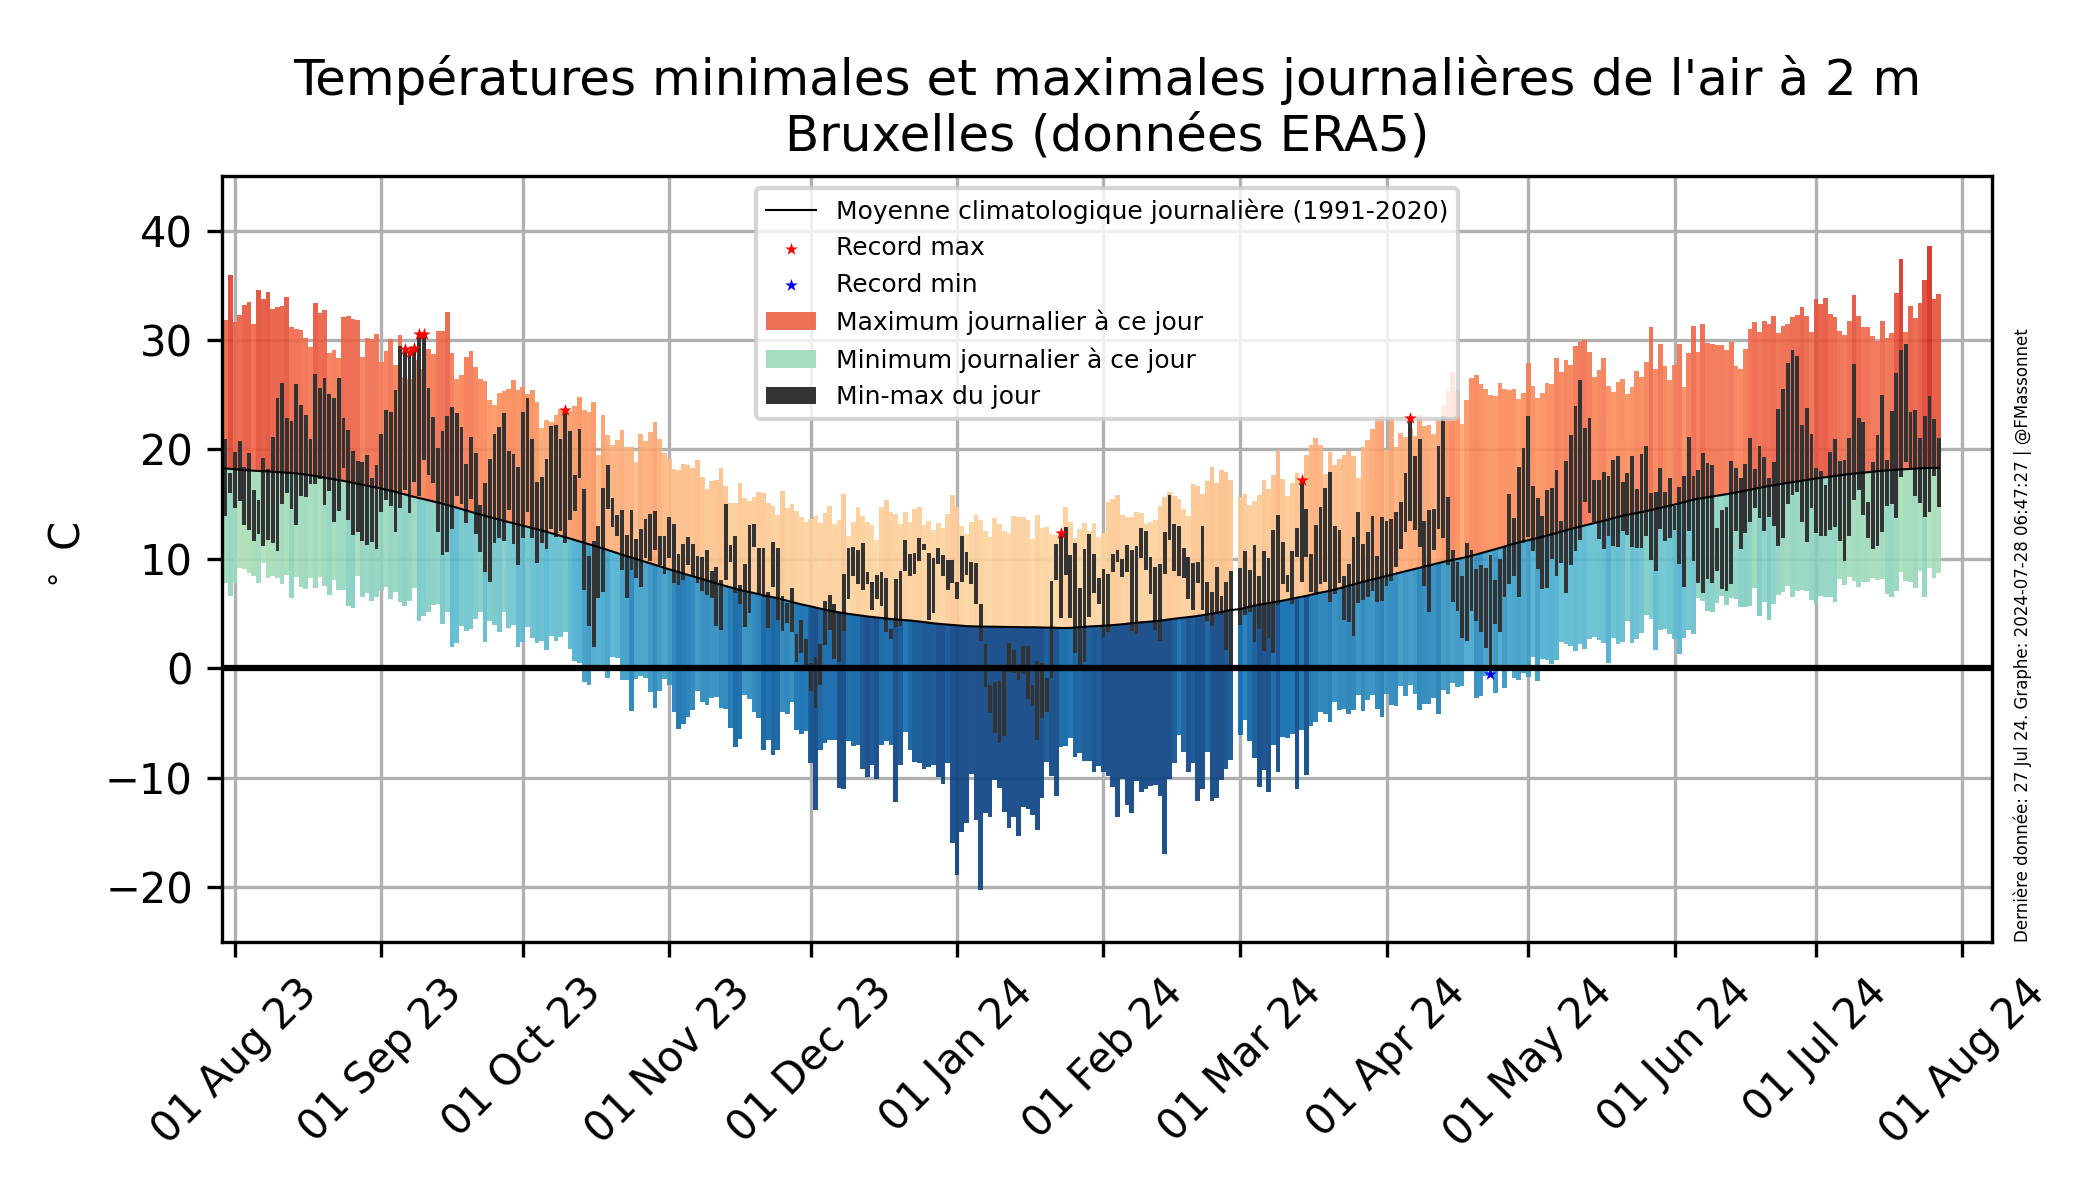 Températures minimales et maximales journalières de l'air à 2 m
Bruxelles (données ERA5)
° C
40
30
20
10
0
−10
−20
Moyenne climatologique journalière (1991-2020)
Record max
Record min
Maximum journalier à ce jour
Minimum journalier à ce jour
Min-max du jour
01 Aug 23
01 Sep 23
01 Oct 23
01 Nov 23
01 Dec 23
01 Jan 24
01 Feb 24
01 Mar 24
01 Apr 24
01 May 24
01 Jun 24
01 Jul 24
01 Aug 24
Dernière donnée: 27 Jul 24. Graphe: 2024-07-28 06:47:27 | @FMassonnet